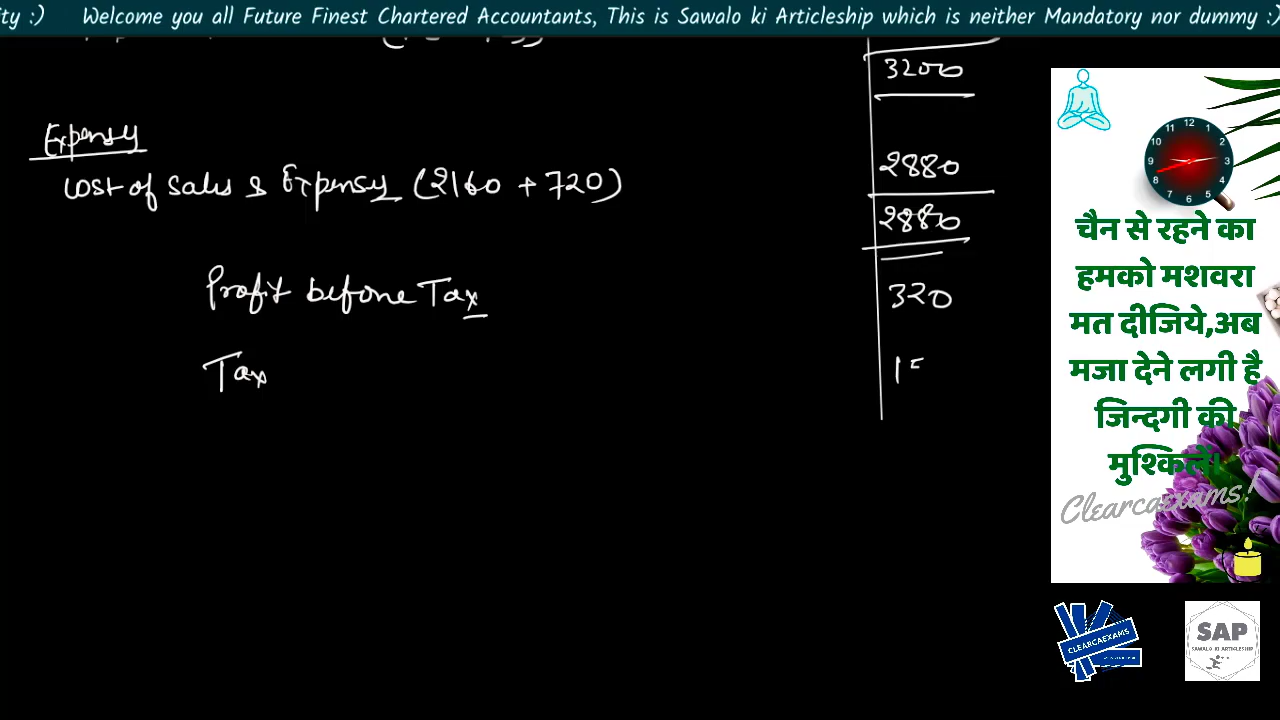 ity :) Welcome you all Future Finest Chartered Accountants, This is Sawalo ki Articleship which is neither Mandatory nor dummy :)
3200
Expensy
Cost of Sales & Expensy (2160 + 720) 2880
2880
Profit before Tax 320
Tax 15
चैन से रहने का
हमको मशवरा
मत दीजिये,अब
मजा देने लगी है
जिन्दगी की
मुश्किलें।
Clearcaexams!
CLEARCAEXAMS
SAP
SAWALO KI ARTICLESHIP